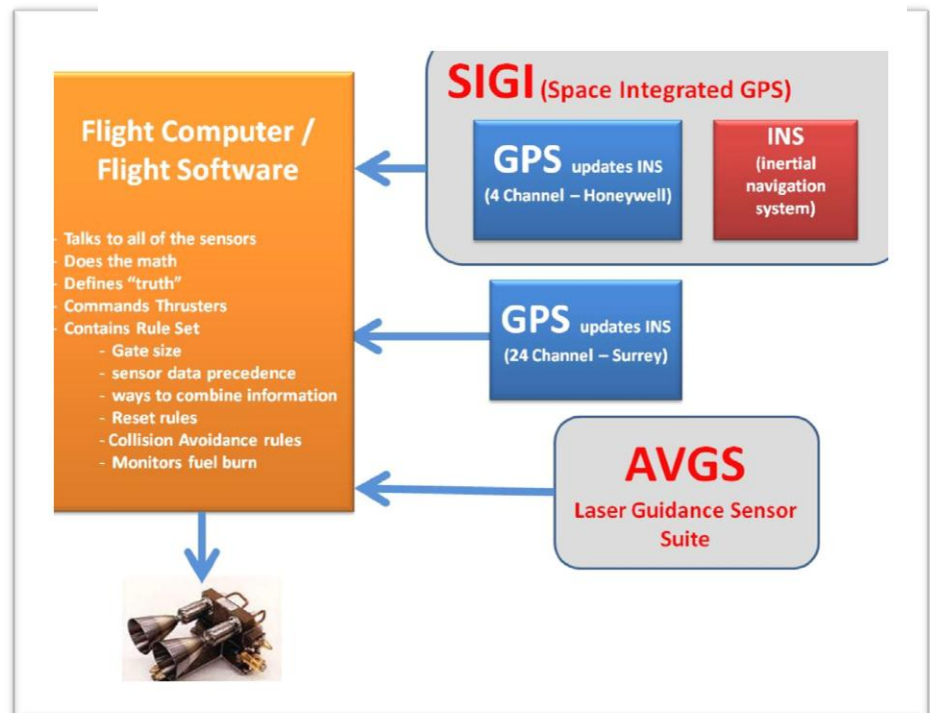 Flight Computer /
Flight Software
- Talks to all of the sensors
- Does the math
- Defines “truth”
- Commands Thrusters
- Contains Rule Set
- Gate size
- sensor data precedence
- ways to combine information
- Reset rules
- Collision Avoidance rules
- Monitors fuel burn
SIGI (Space Integrated GPS)
GPS updates INS
(4 Channel – Honeywell)
INS
(inertial
navigation
system)
GPS updates INS
(24 Channel – Surrey)
AVGS
Laser Guidance Sensor
Suite